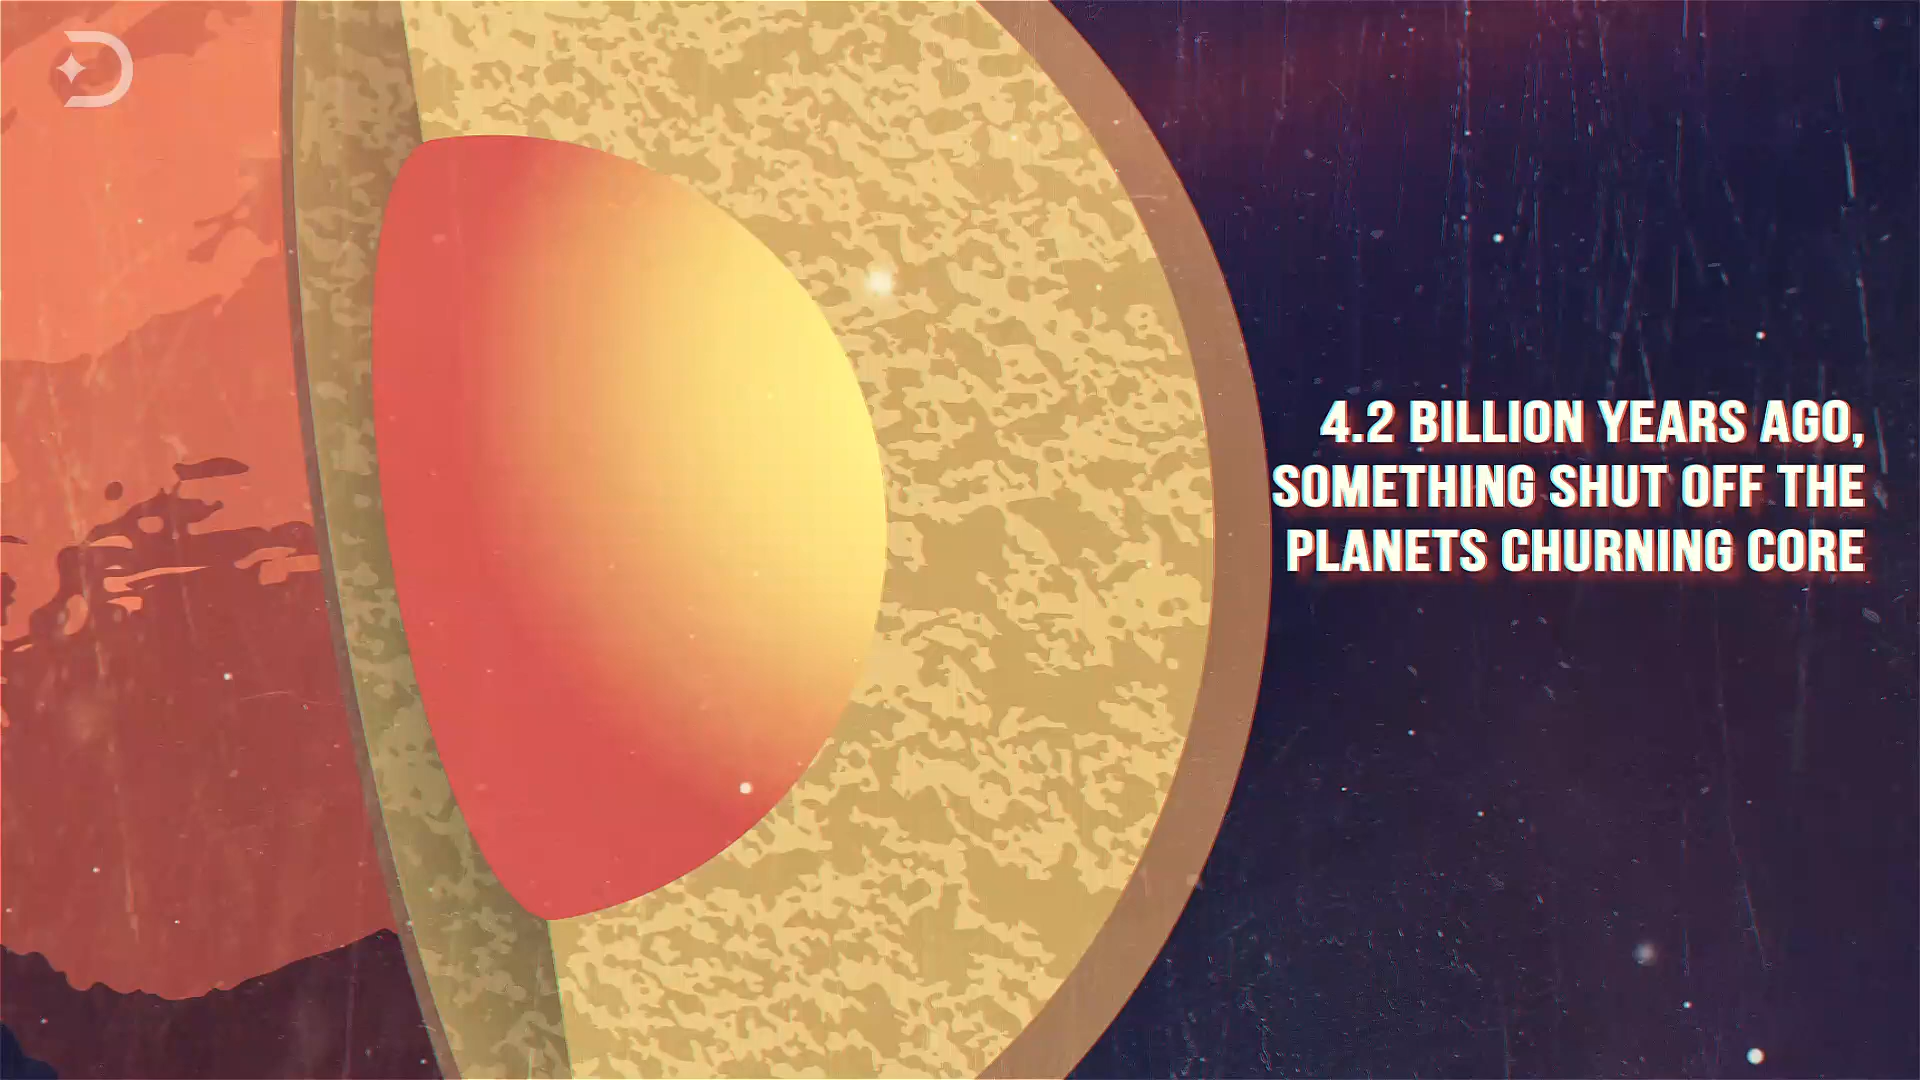 4.2 BILLION YEARS AGO,
SOMETHING SHUT OFF THE
PLANETS CHURNING CORE